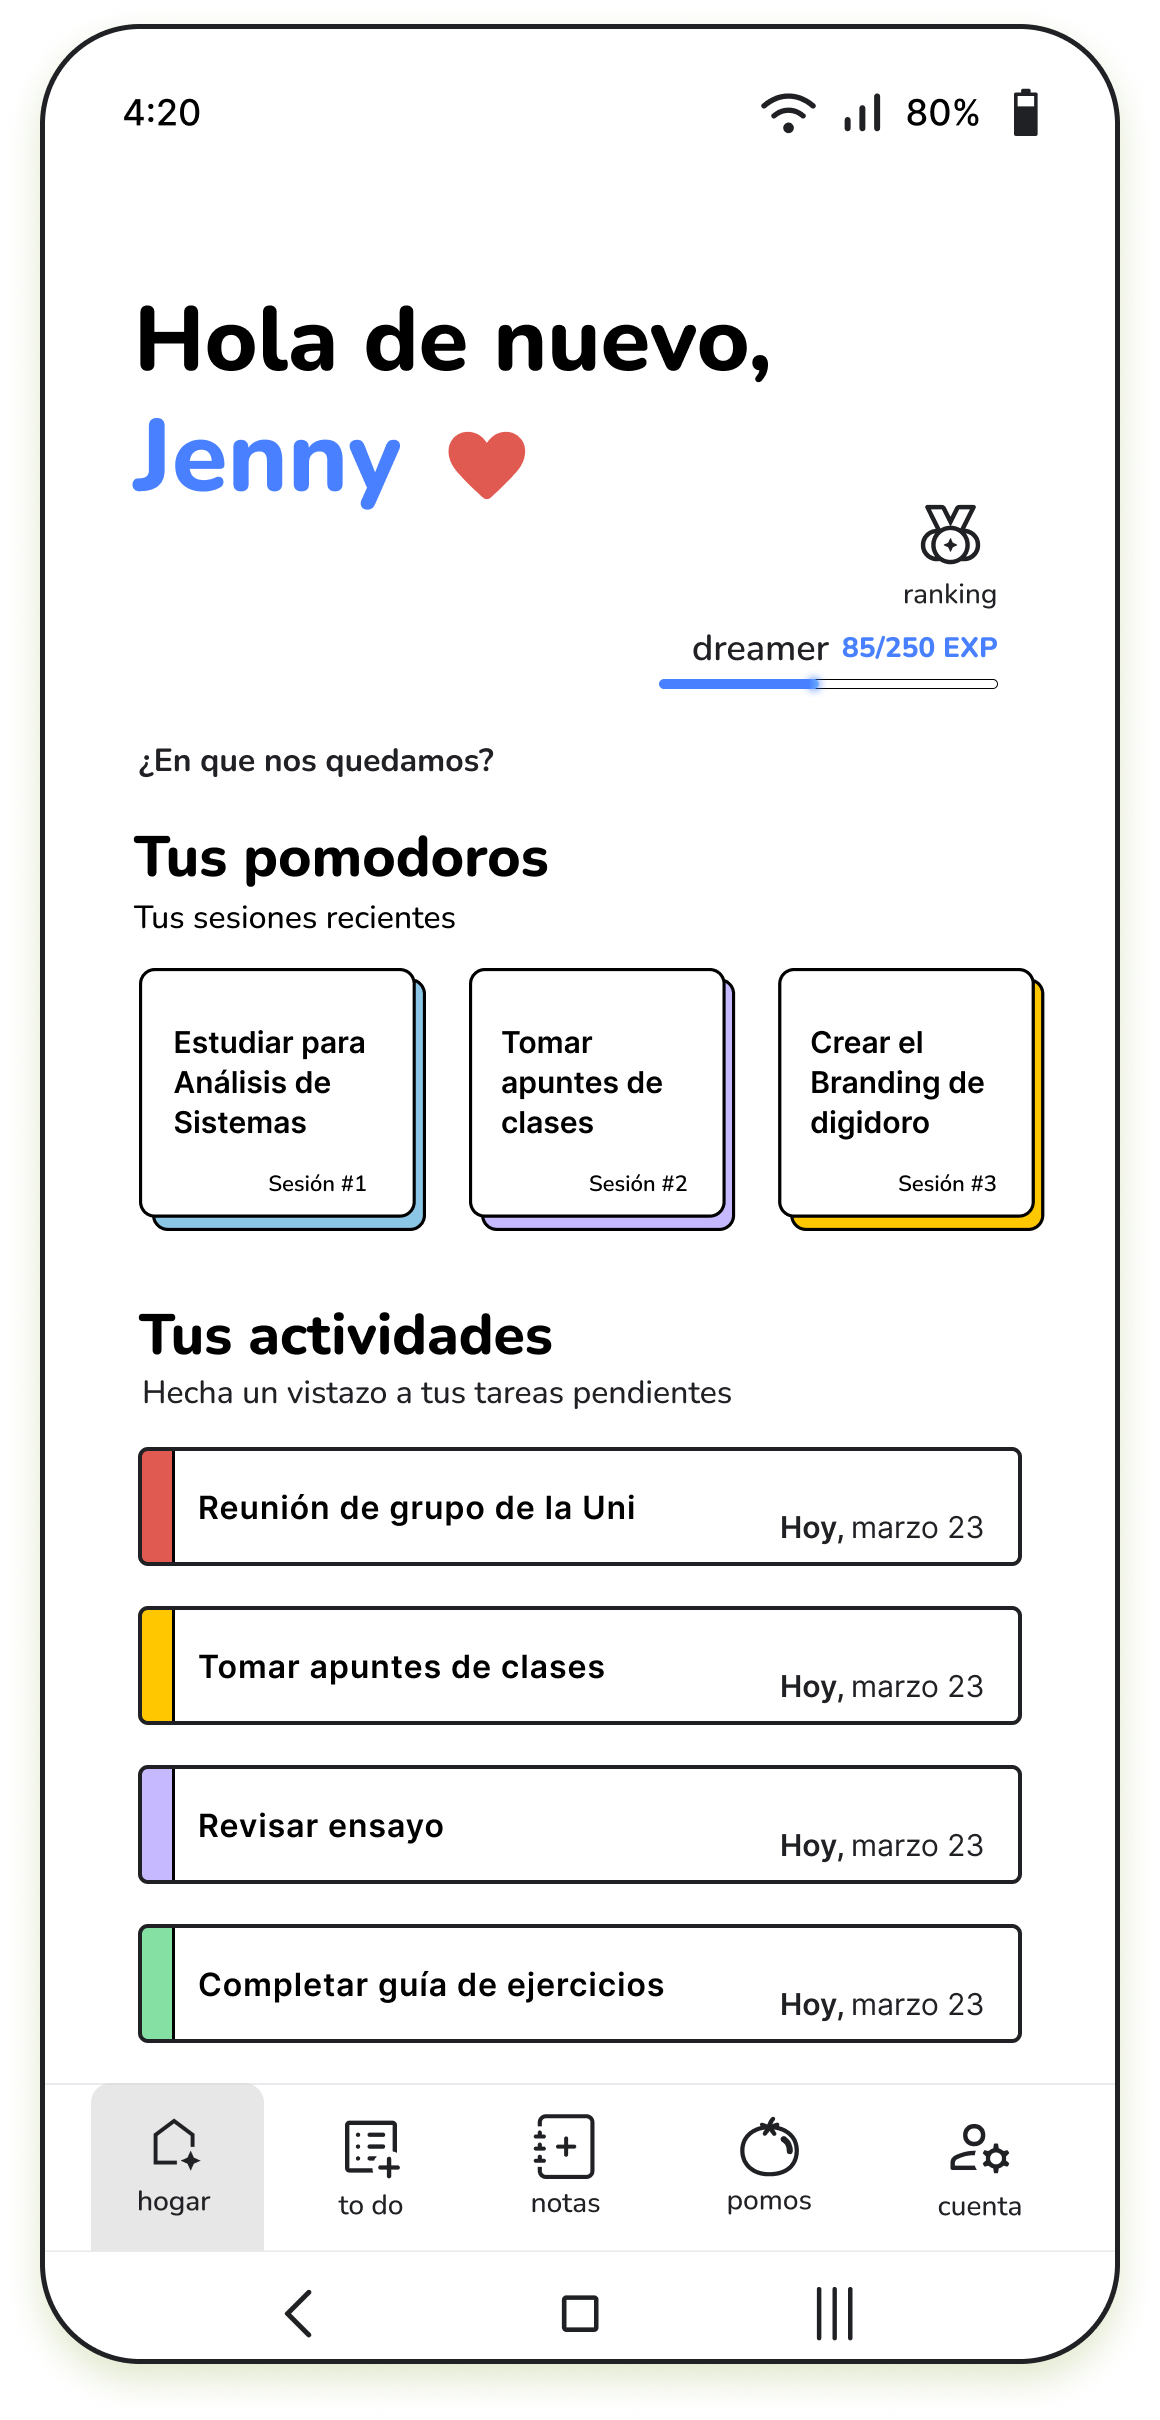 4:20
80%
Hola de nuevo,
Jenny
ranking
dreamer 85/250 EXP
¿En que nos quedamos?
Tus pomodoros
Tus sesiones recientes
Estudiar para
Análisis de
Sistemas
Sesión #1
Tomar
apuntes de
clases
Sesión #2
Crear el
Branding de
digidoro
Sesión #3
Tus actividades
Hecha un vistazo a tus tareas pendientes
Reunión de grupo de la Uni
Hoy, marzo 23
Tomar apuntes de clases
Hoy, marzo 23
Revisar ensayo
Hoy, marzo 23
Completar guía de ejercicios
Hoy, marzo 23
hogar
to do
notas
pomos
cuenta